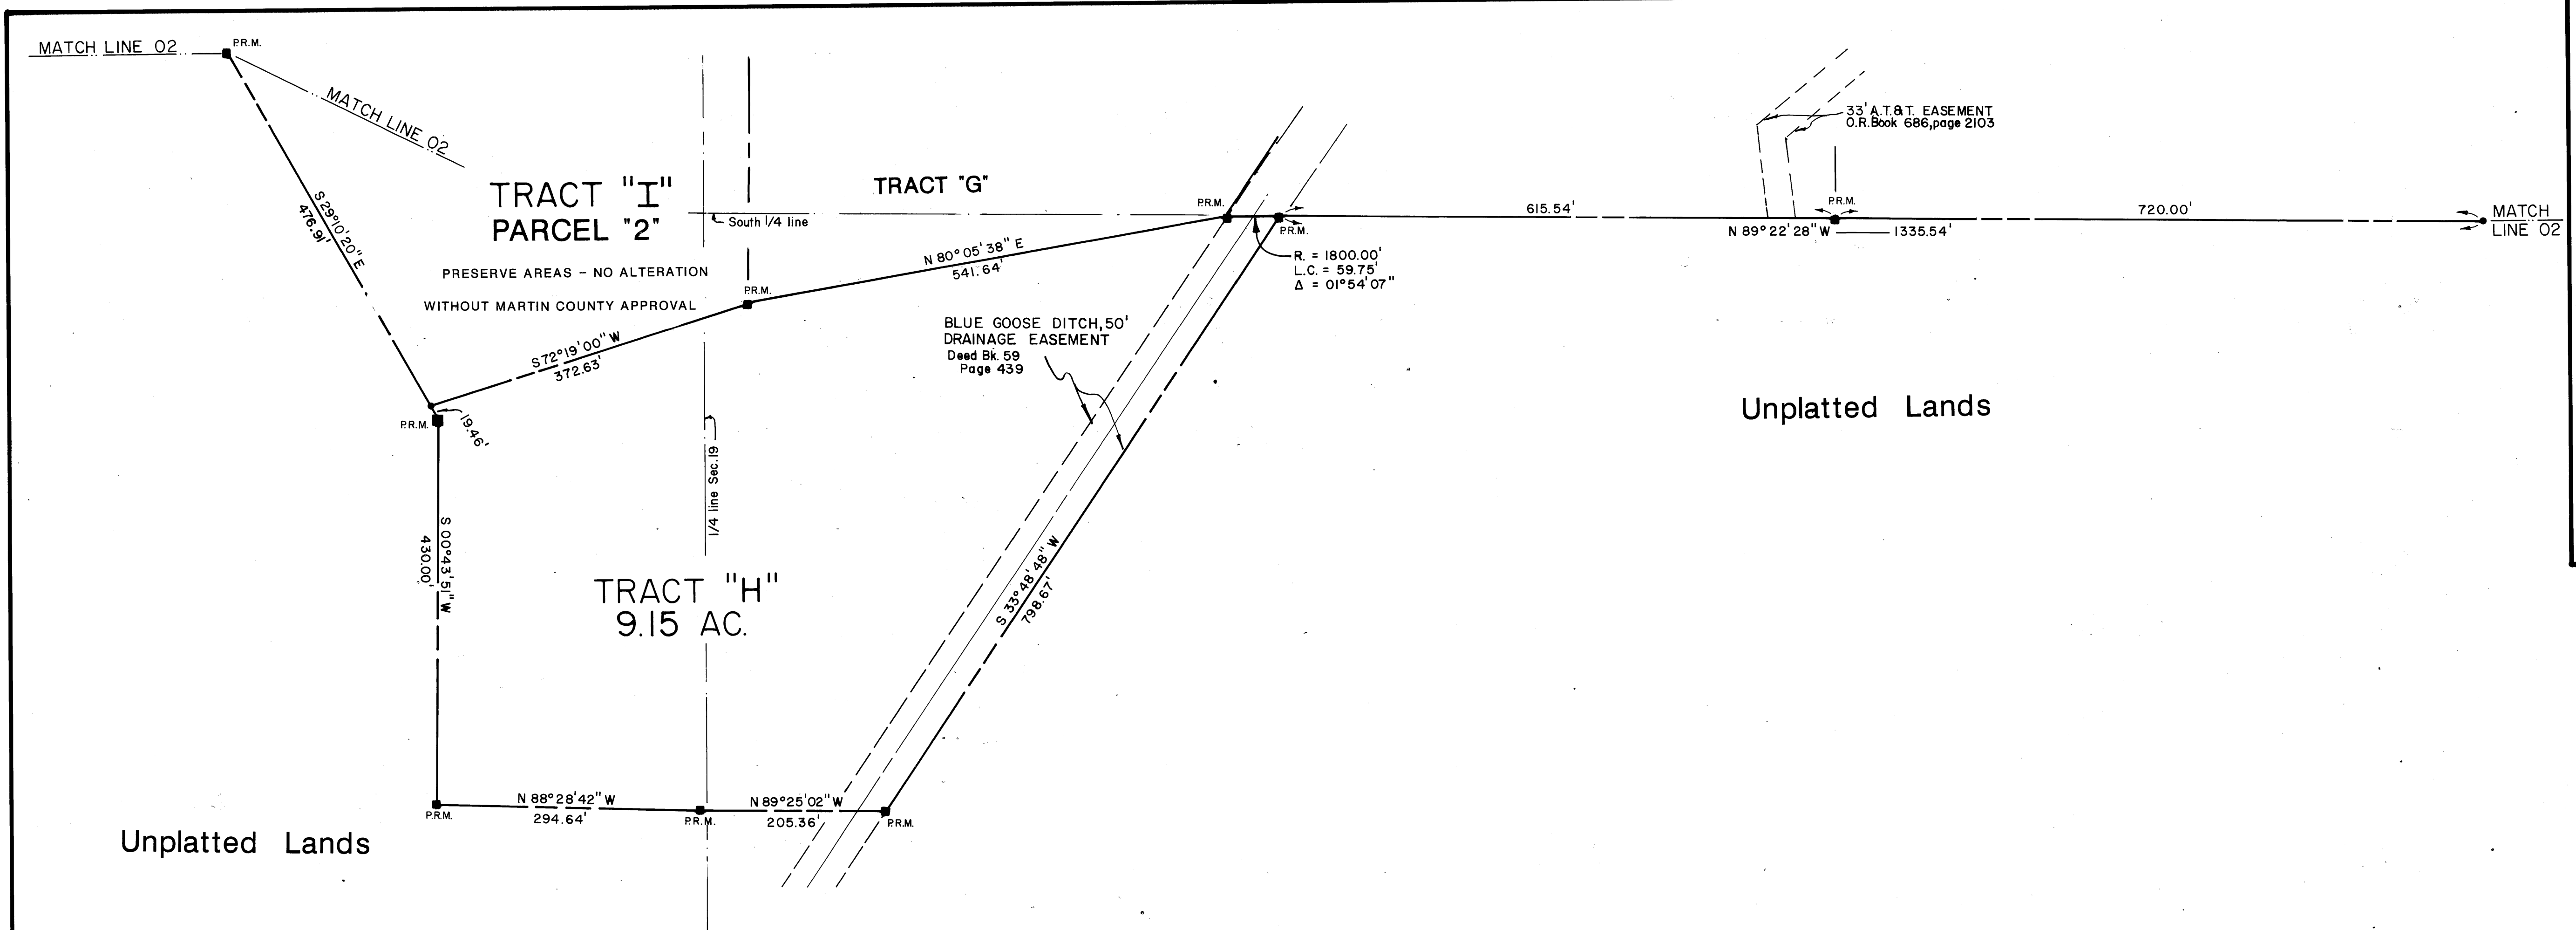 MATCH LINE 02
P.R.M.
MATCH LINE 02
S 29°10'20" E
476.91'
TRACT "I"
PARCEL "2"
PRESERVE AREAS - NO ALTERATION
WITHOUT MARTIN COUNTY APPROVAL
South 1/4 line
TRACT "G"
P.R.M.
N 80°05'38" E
541.64'
P.R.M.
S 72°19'00" W
372.63'
P.R.M.
R. = 1800.00'
L.C. = 59.75'
Δ = 01°54'07"
615.54'
33' A.T.&T. EASEMENT
O.R.Book 686,page 2103
P.R.M.
N 89°22'28" W
1335.54'
720.00'
MATCH
LINE 02
BLUE GOOSE DITCH, 50'
DRAINAGE EASEMENT
Deed Bk. 59
Page 439
Unplatted Lands
P.R.M.
19.46'
1/4 line Sec.19
S 00°43'51" W
430.00'
TRACT "H"
9.15 AC.
S 33°48'48" W
798.67'
P.R.M.
N 88°28'42" W
294.64'
P.R.M.
N 89°25'02" W
205.36'
P.R.M.
Unplatted Lands